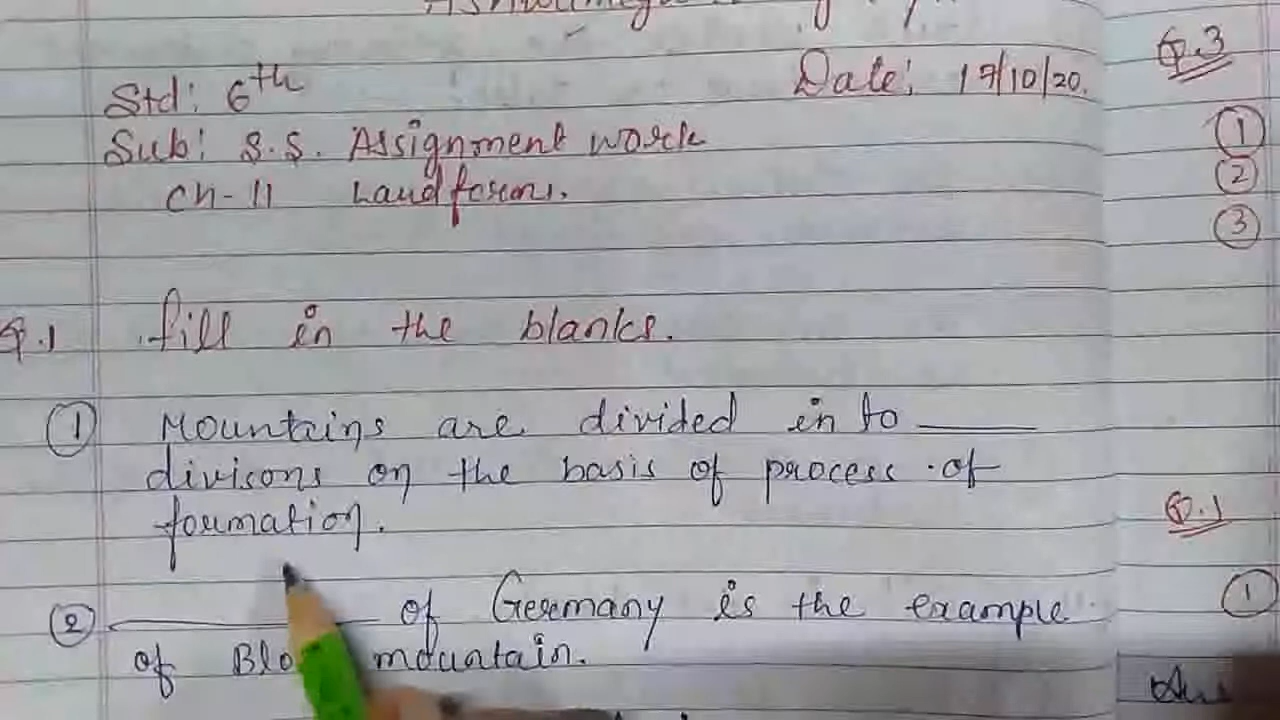 Std: 6th Date: 17/10/20.
Sub: S.S. Assignment work
Ch-11 Landforms.
Q.1 fill in the blanks.
1 Mountains are divided in to ______
divisons on the basis of process of
formation.
2 ______ of Germany is the example
of mountain.
Q.3
1
2
3
Q.1
1
Ans